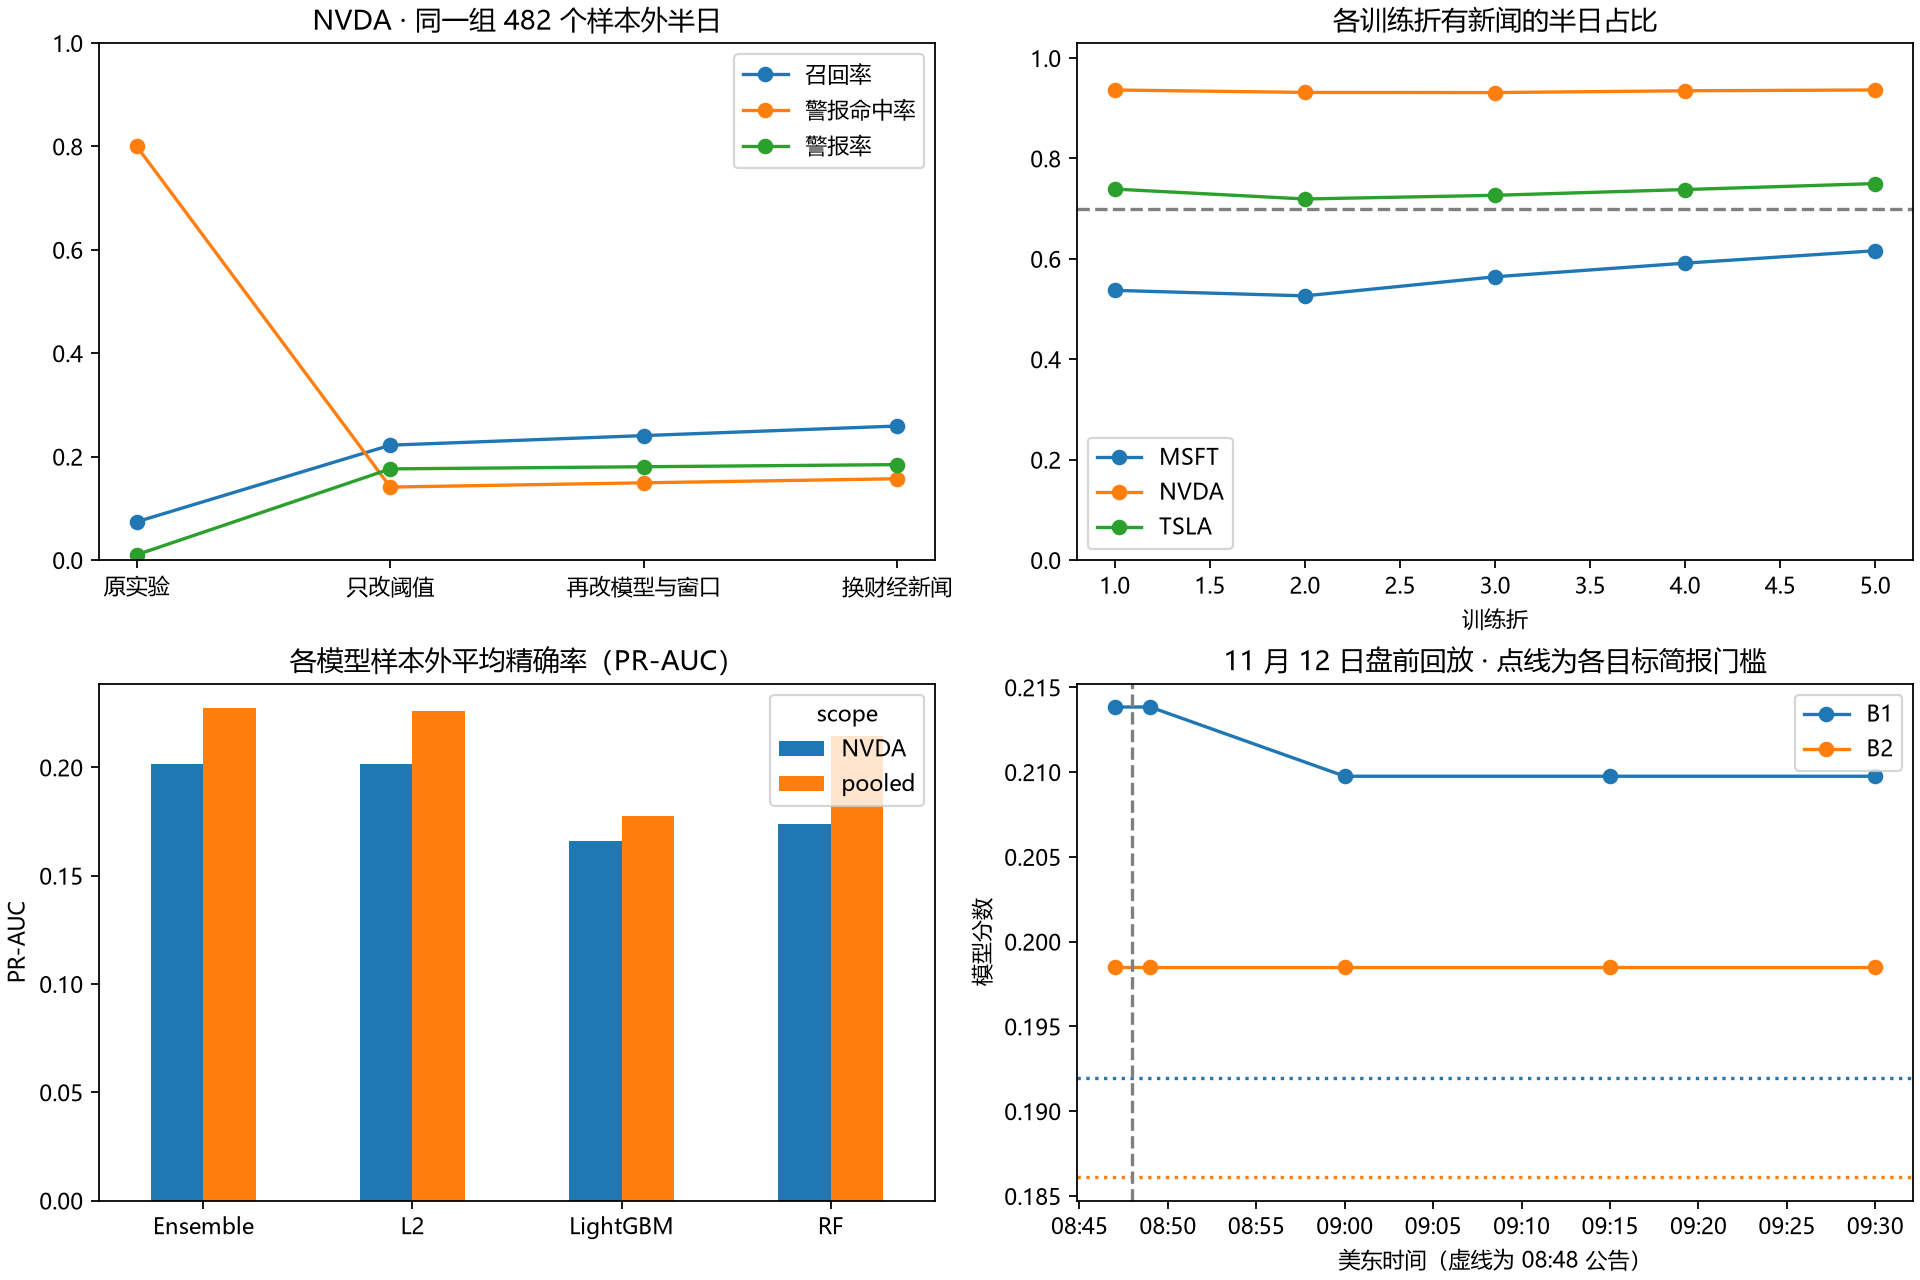 NVDA · 同一组 482 个样本外半日
1.0
0.8
0.6
0.4
0.2
0.0
召回率
警报命中率
警报率
原实验
只改阈值
再改模型与窗口
换财经新闻
各训练折有新闻的半日占比
1.0
0.8
0.6
0.4
0.2
0.0
MSFT
NVDA
TSLA
1.0
1.5
2.0
2.5
3.0
3.5
4.0
4.5
5.0
训练折
各模型样本外平均精确率（PR-AUC）
PR-AUC
0.20
0.15
0.10
0.05
0.00
scope
NVDA
pooled
Ensemble
L2
LightGBM
RF
11 月 12 日盘前回放 · 点线为各目标简报门槛
模型分数
0.215
0.210
0.205
0.200
0.195
0.190
0.185
B1
B2
08:45
08:50
08:55
09:00
09:05
09:10
09:15
09:20
09:25
09:30
美东时间（虚线为 08:48 公告）